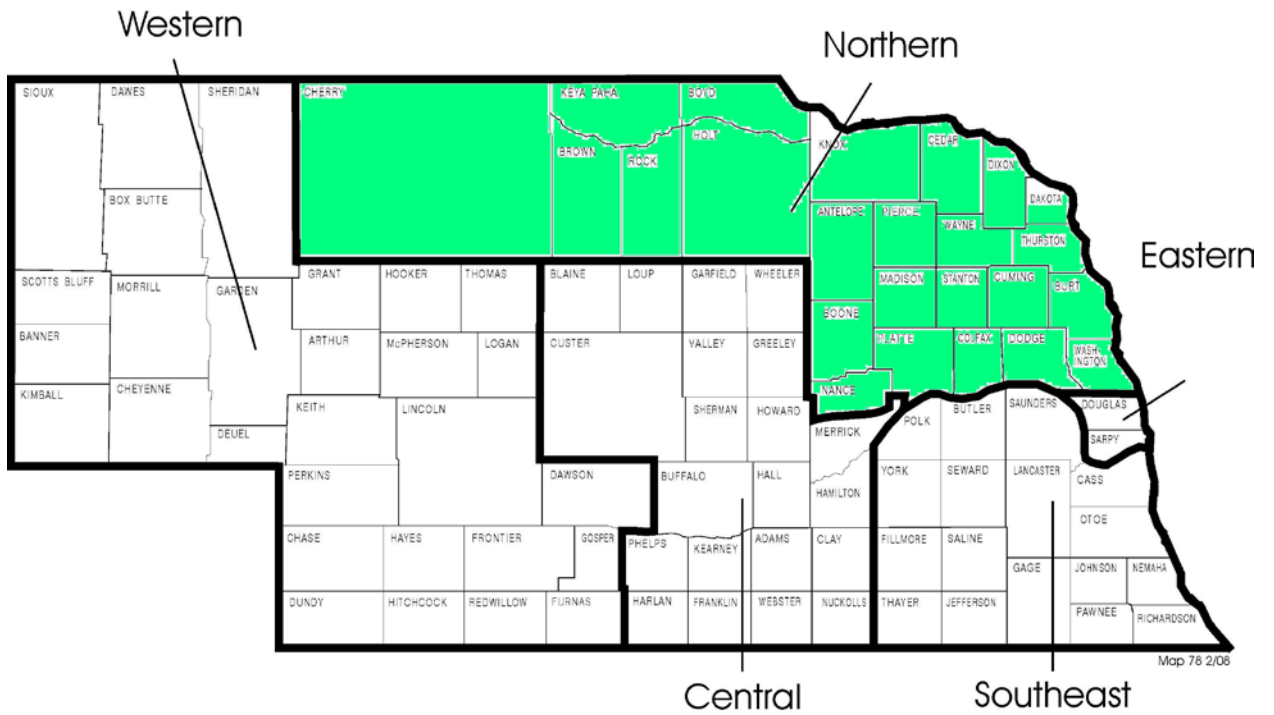 Western
Northern
Eastern
SIOUX
DAWES
SHERIDAN
CHERRY
KEYA PAHA
BOYD
BROWN
ROCK
HOLT
KNOX
CEDAR
DIXON
DAKOTA
BOX BUTTE
ANTELOPE
PIERCE
WAYNE
THURSTON
SCOTTS BLUFF
MORRILL
GARDEN
GRANT
HOOKER
THOMAS
BLAINE
LOUP
GARFIELD
WHEELER
MADISON
STANTON
CUMING
BURT
BANNER
ARTHUR
McPHERSON
LOGAN
CUSTER
VALLEY
GREELEY
BOONE
PLATTE
COLFAX
DODGE
WASH-
INGTON
KIMBALL
CHEYENNE
KEITH
LINCOLN
SHERMAN
HOWARD
NANCE
MERRICK
POLK
BUTLER
SAUNDERS
DOUGLAS
SARPY
DEUEL
PERKINS
DAWSON
BUFFALO
HALL
HAMILTON
YORK
SEWARD
LANCASTER
CASS
OTOE
CHASE
HAYES
FRONTIER
GOSPER
PHELPS
KEARNEY
ADAMS
CLAY
FILLMORE
SALINE
GAGE
JOHNSON
NEMAHA
DUNDY
HITCHCOCK
REDWILLOW
FURNAS
HARLAN
FRANKLIN
WEBSTER
NUCKOLLS
THAYER
JEFFERSON
PAWNEE
RICHARDSON
Map 78 2/08
Central
Southeast